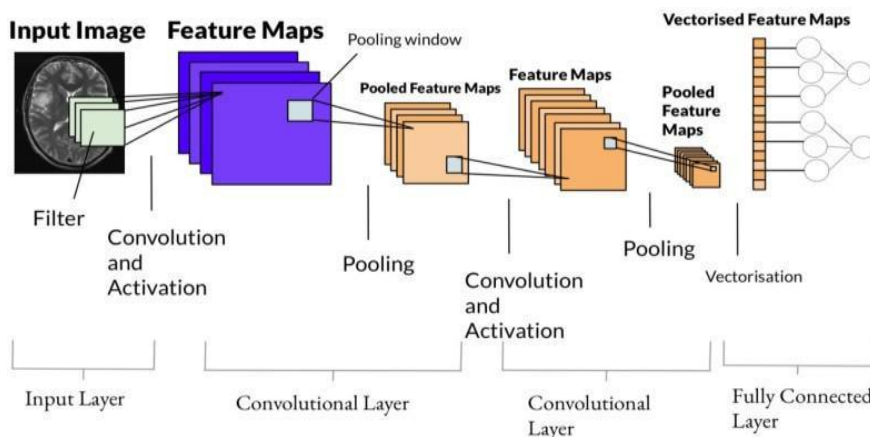 Input Image
Feature Maps
Pooling window
Pooled Feature Maps
Feature Maps
Pooled
Feature
Maps
Vectorised Feature Maps
Filter
Convolution
and
Activation
Pooling
Convolution
and
Activation
Pooling
Vectorisation
Input Layer
Convolutional Layer
Convolutional
Layer
Fully Connected
Layer